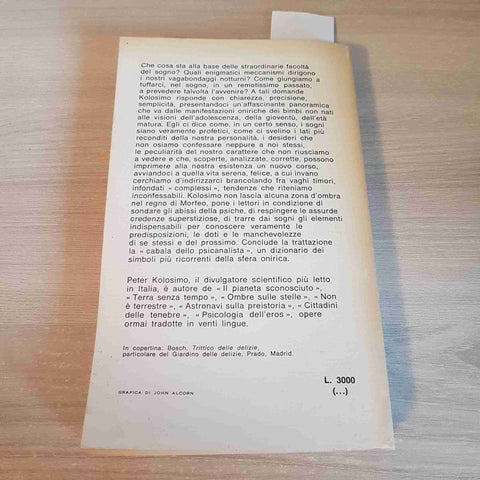 Che cosa sta alla base delle straordinarie facoltà
del sogno? Quali enigmatici meccanismi dirigono
i nostri vagabondaggi notturni? Come giungiamo a
tuffarci, nel sogno, in un remotissimo passato,
a prevedere talvolta l'avvenire? A tali domande
Kolosimo risponde con chiarezza, precisione,
semplicità, presentandoci un'affascinante panoramica
che va dalle manifestazioni oniriche dei bimbi non nati
alle visioni dell'adolescenza, della gioventù, dell'età
matura. Egli ci dice come, in un certo senso, i sogni
siano veramente profetici, come ci svelino i lati più
reconditi della nostra personalità, i desideri che
non osiamo confessare neppure a noi stessi,
le peculiarità del nostro carattere che non riusciamo
a vedere e che, scoperte, analizzate, corrette, possono
imprimere alla nostra esistenza un nuovo corso,
avviandoci a quella vita serena, felice, a cui invano
cerchiamo d'indirizzarci brancolando fra vaghi timori,
infondati « complessi », tendenze che riteniamo
inconfessabili. Kolosimo non lascia alcuna zona d'ombra
nel regno di Morfeo, pone i lettori in condizione di
sondare gli abissi della psiche, di respingere le assurde
credenze superstiziose, di trarre dai sogni gli elementi
indispensabili per conoscere veramente le
predisposizioni, le doti e le manchevolezze
di se stessi e del prossimo. Conclude la trattazione
la « cabala dello psicanalista », un dizionario dei
simboli più ricorrenti della sfera onirica.
Peter Kolosimo, il divulgatore scientifico più letto
in Italia, è autore de « Il pianeta sconosciuto »,
« Terra senza tempo », « Ombre sulle stelle », « Non
è terrestre », « Astronavi sulla preistoria », « Cittadini
delle tenebre », « Psicologia dell'eros », opere
ormai tradotte in venti lingue.
In copertina: Bosch, Trittico delle delizie,
particolare del Giardino delle delizie, Prado, Madrid.
L. 3000
(...)
GRAFICA DI JOHN ALCORN